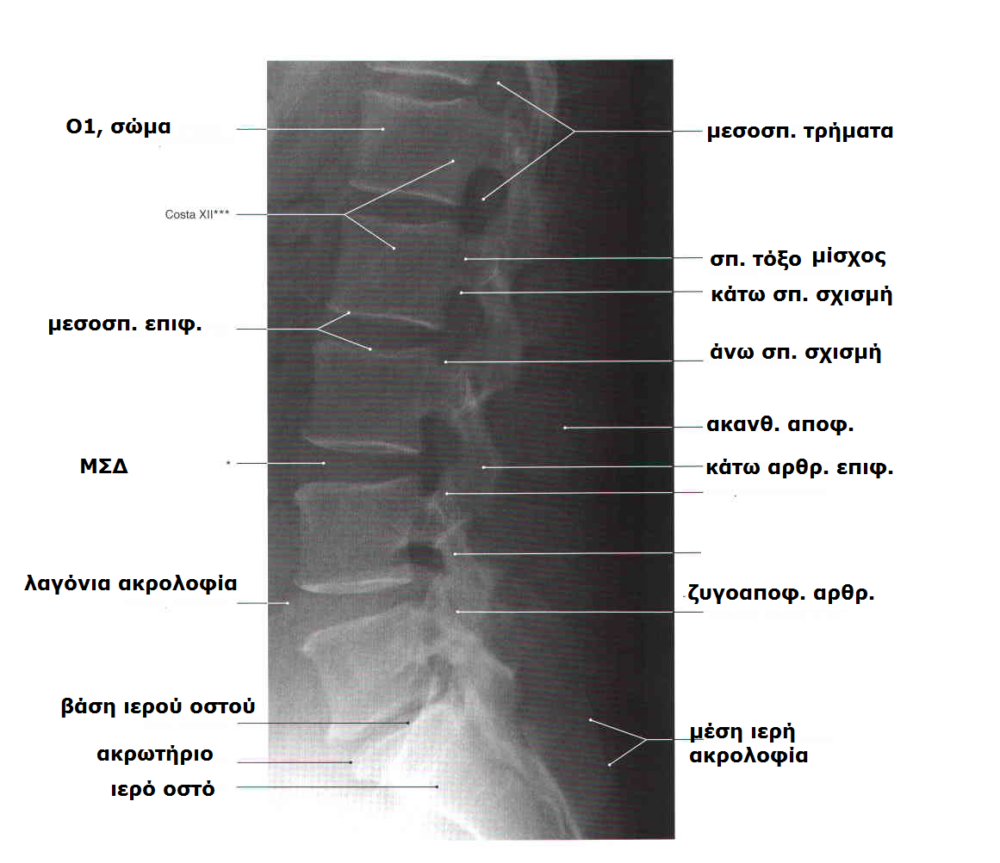 Ο1, σώμα
μεσοσπ. τρήματα
Costa XII***
σπ. τόξο μίσχος
κάτω σπ. σχισμή
μεσοσπ. επιφ.
άνω σπ. σχισμή
ακανθ. αποφ.
ΜΣΔ *
κάτω αρθρ. επιφ.
λαγόνια ακρολοφία
ζυγοαποφ. αρθρ.
βάση ιερού οστού
μέση ιερή
ακρολοφία
ακρωτήριο
ιερό οστό